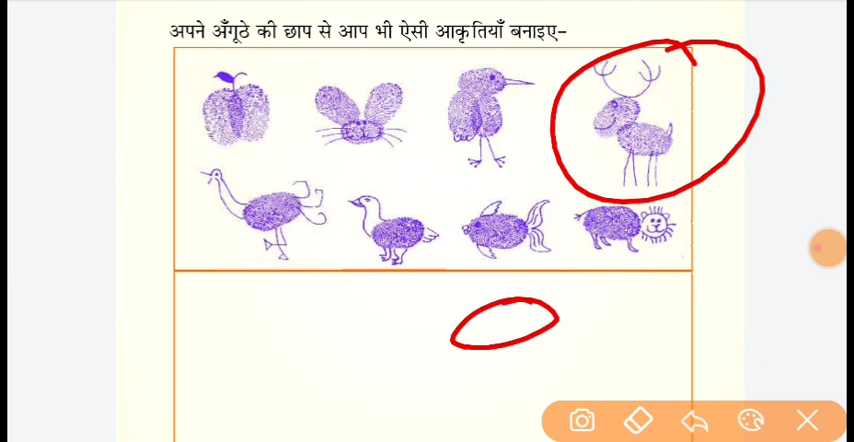 अपने अँगूठे की छाप से आप भी ऐसी आकृतियाँ बनाइए–